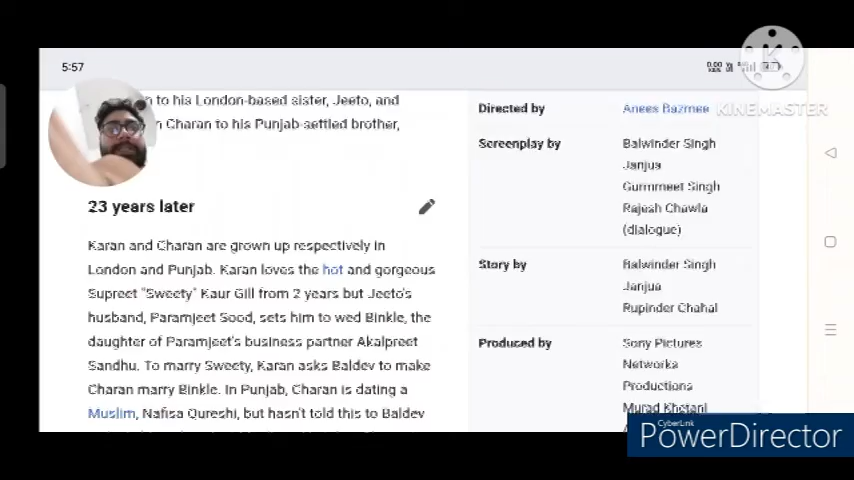 5:57
KINEMASTER
n to his London-based sister, Jeeto, and
n Charan to his Punjab-settled brother,
23 years later
Karan and Charan are grown up respectively in
London and Punjab. Karan loves the hot and gorgeous
Supreet "Sweety" Kaur Gill from 2 years but Jeeto's
husband, Paramjeet Sood, sets him to wed Binkle, the
daughter of Paramjeet's business partner Akalpreet
Sandhu. To marry Sweety, Karan asks Baldev to make
Charan marry Binkle. In Punjab, Charan is dating a
Muslim, Nafisa Qureshi, but hasn't told this to Baldev
Directed by
Anees Bazmee
Screenplay by
Balwinder Singh
Janjua
Gurmmeet Singh
Rajesh Chawla
(dialogue)
Story by
Balwinder Singh
Janjua
Rupinder Chahal
Produced by
Sony Pictures
Networks
Productions
Murad Khetani
CyberLink
PowerDirector